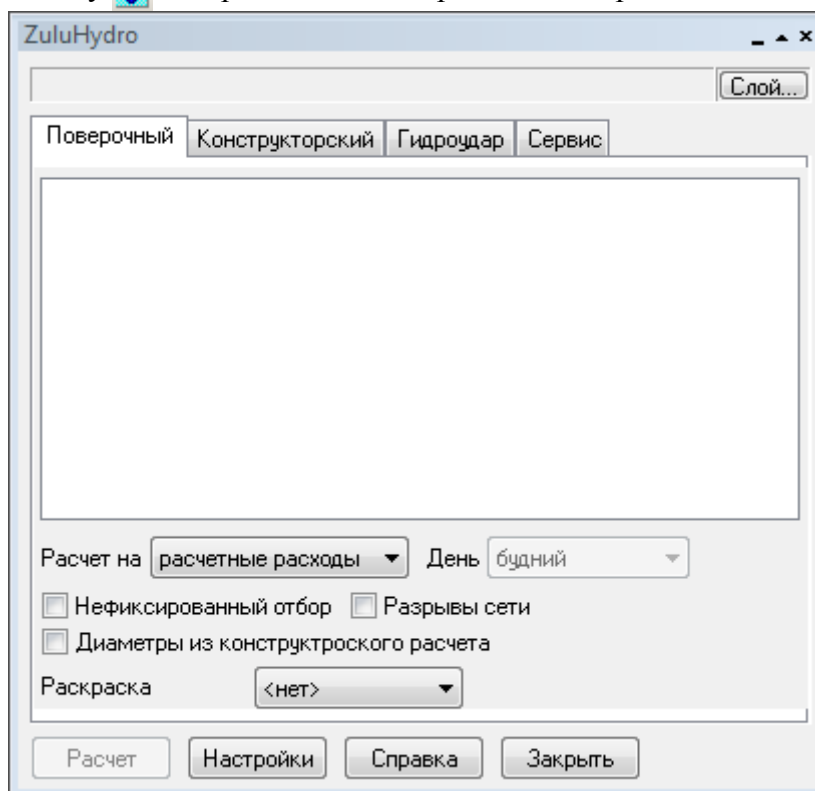 ZuluHydro
Слой...
Поверочный Конструкторский Гидроудар Сервис
Расчет на расчетные расходы День будний
Нефиксированный отбор Разрывы сети
Диаметры из конструктроского расчета
Раскраска <нет>
Расчет Настройки Справка Закрыть